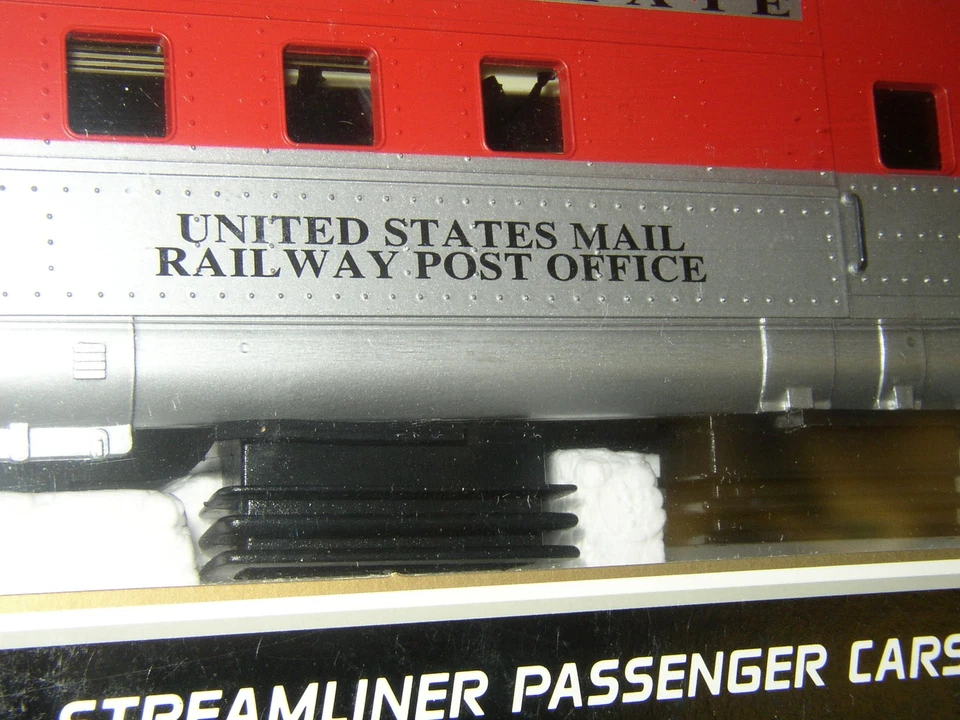 UNITED STATES MAIL
RAILWAY POST OFFICE
STREAMLINER PASSENGER CARS